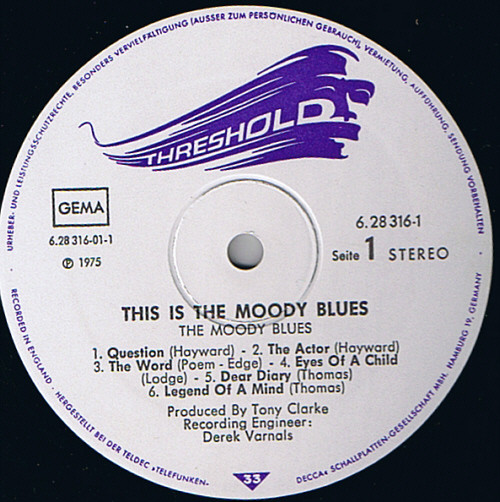 URHEBER- UND LEISTUNGSSCHUTZRECHTE, BESONDERS VERVIELFÄLTIGUNG (AUSSER ZUM PERSÖNLICHEN GEBRAUCH), VERMIETUNG, AUFFÜHRUNG, SENDUNG VORBEHALTEN
THRESHOLD
GEMA
6.28 316-01-1
℗ 1975
6.28 316-1
Seite 1 STEREO
THIS IS THE MOODY BLUES
THE MOODY BLUES
1. Question (Hayward) - 2. The Actor (Hayward)
3. The Word (Poem - Edge) - 4. Eyes Of A Child
(Lodge) - 5. Dear Diary (Thomas)
6. Legend Of A Mind (Thomas)
Produced By Tony Clarke
Recording Engineer:
Derek Varnals
33
RECORDED IN ENGLAND · HERGESTELLT BEI DER TELDEC »TELEFUNKEN-
DECCA« SCHALLPLATTEN-GESELLSCHAFT MBH, HAMBURG 19, GERMANY ·